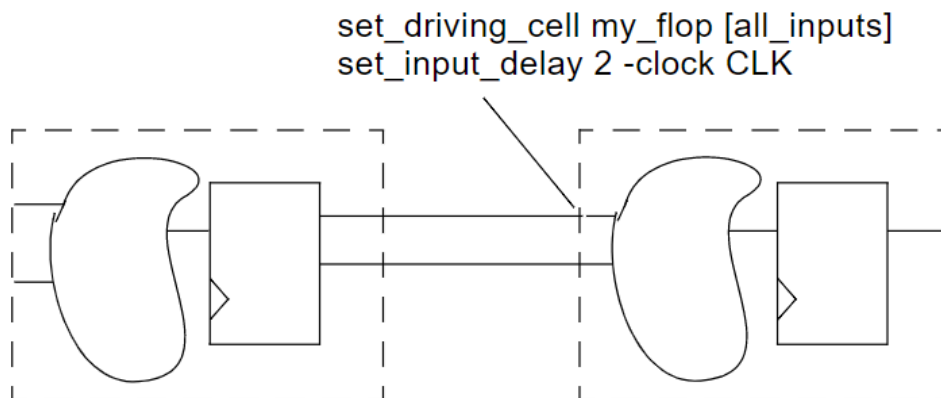 set_driving_cell my_flop [all_inputs]
set_input_delay 2 -clock CLK